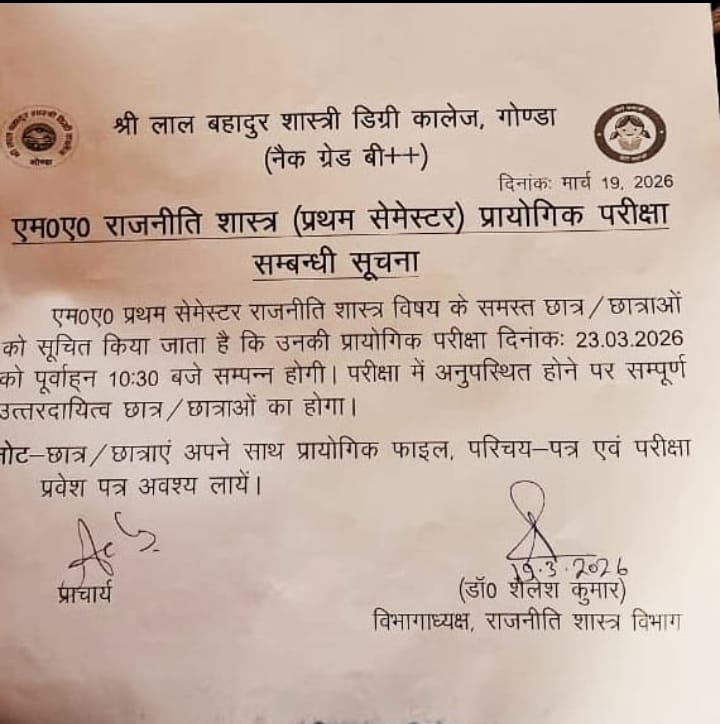 श्री लाल बहादुर शास्त्री डिग्री कालेज, गोण्डा
(नैक ग्रेड बी++)
दिनांक: मार्च 19, 2026
एम0ए0 राजनीति शास्त्र (प्रथम सेमेस्टर) प्रायोगिक परीक्षा
सम्बन्धी सूचना
एम0ए0 प्रथम सेमेस्टर राजनीति शास्त्र विषय के समस्त छात्र/छात्राओं
को सूचित किया जाता है कि उनकी प्रायोगिक परीक्षा दिनांक: 23.03.2026
को पूर्वाहन 10:30 बजे सम्पन्न होगी। परीक्षा में अनुपस्थित होने पर सम्पूर्ण
उत्तरदायित्व छात्र/छात्राओं का होगा।
नोट–छात्र/छात्राएं अपने साथ प्रायोगिक फाइल, परिचय–पत्र एवं परीक्षा
प्रवेश पत्र अवश्य लायें।
19.3.2026
प्राचार्य
(डॉ0 शैलेश कुमार)
विभागाध्यक्ष, राजनीति शास्त्र विभाग